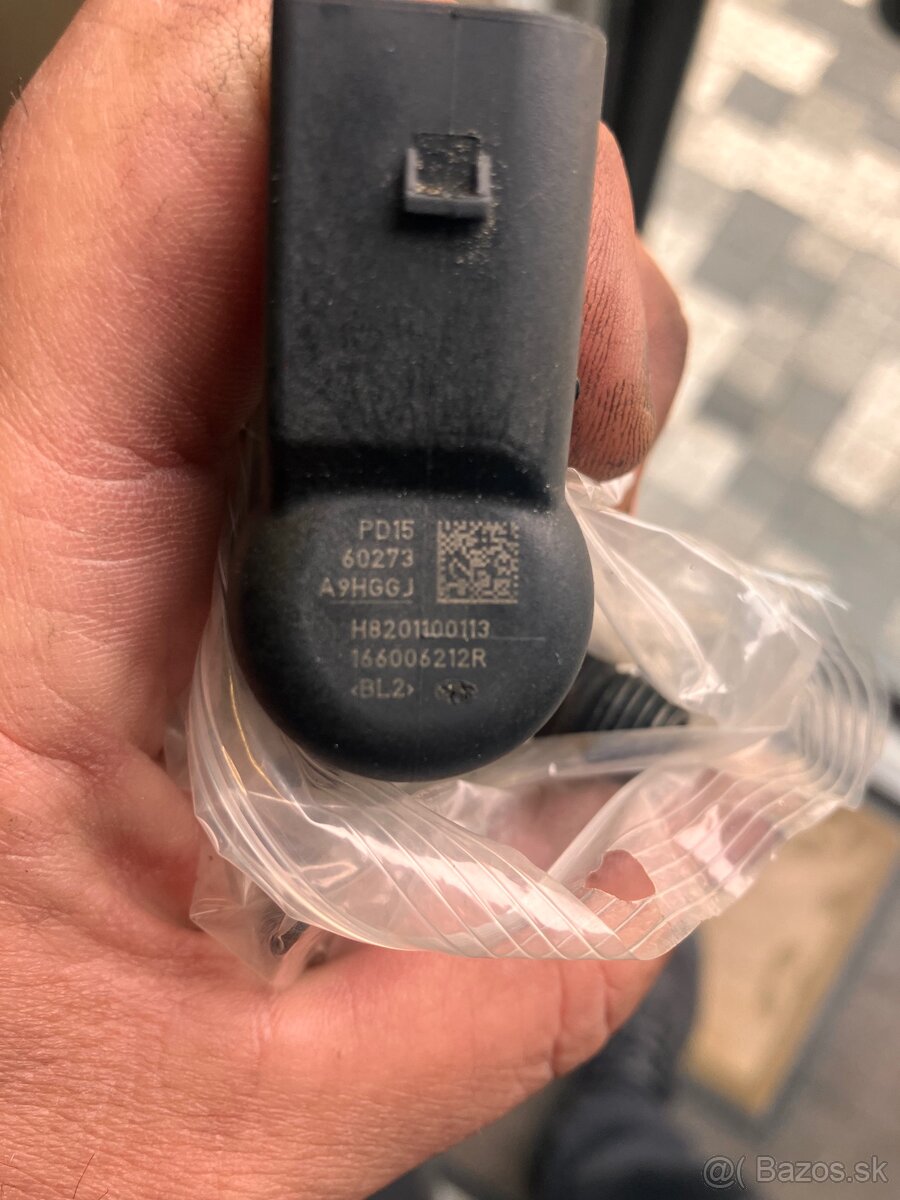 PD15
60273
A9HGGJ
H8201100113
166006212R
<BL2>
@( Bazos.sk